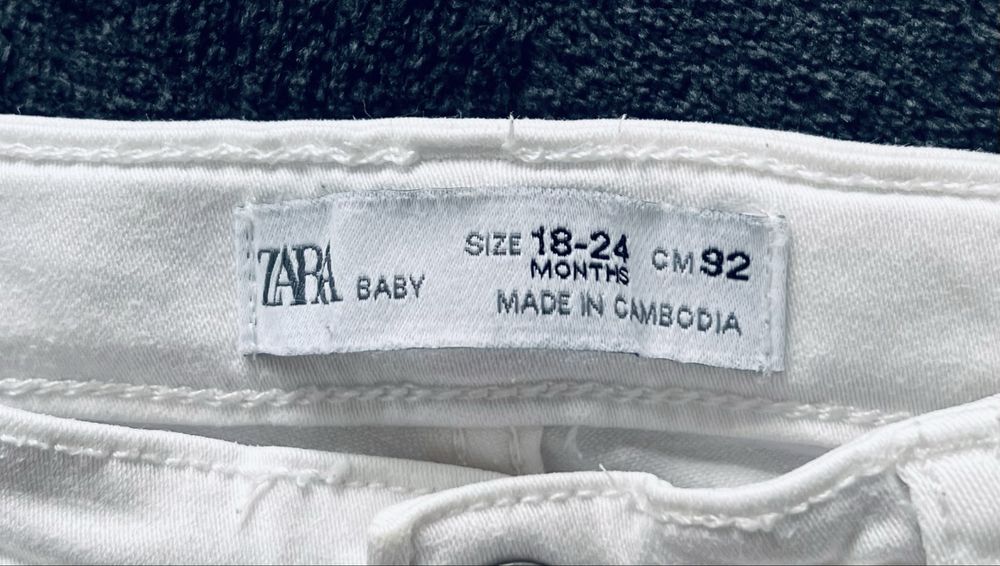 ZARA BABY
SIZE 18-24 MONTHS CM 92
MADE IN CAMBODIA